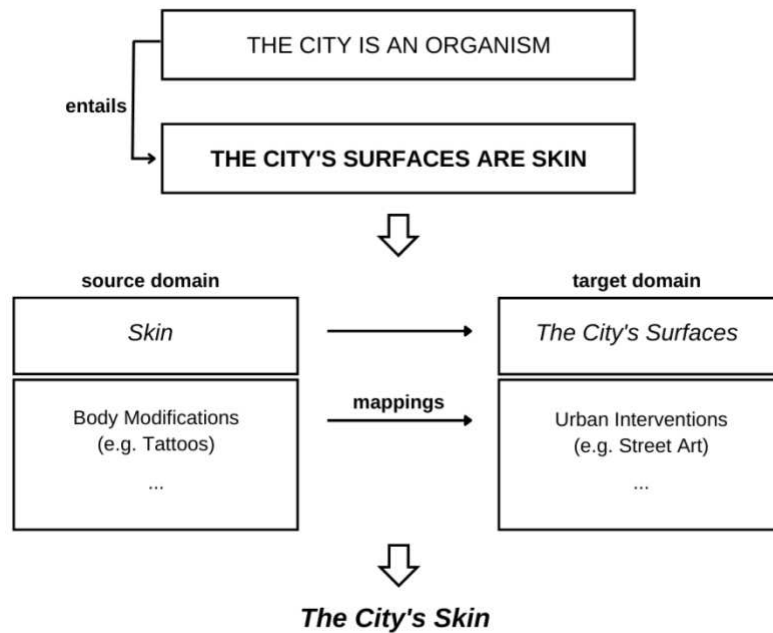 THE CITY IS AN ORGANISM
entails
THE CITY'S SURFACES ARE SKIN
source domain
target domain
Skin
The City's Surfaces
mappings
Body Modifications
(e.g. Tattoos)
...
Urban Interventions
(e.g. Street Art)
...
The City's Skin